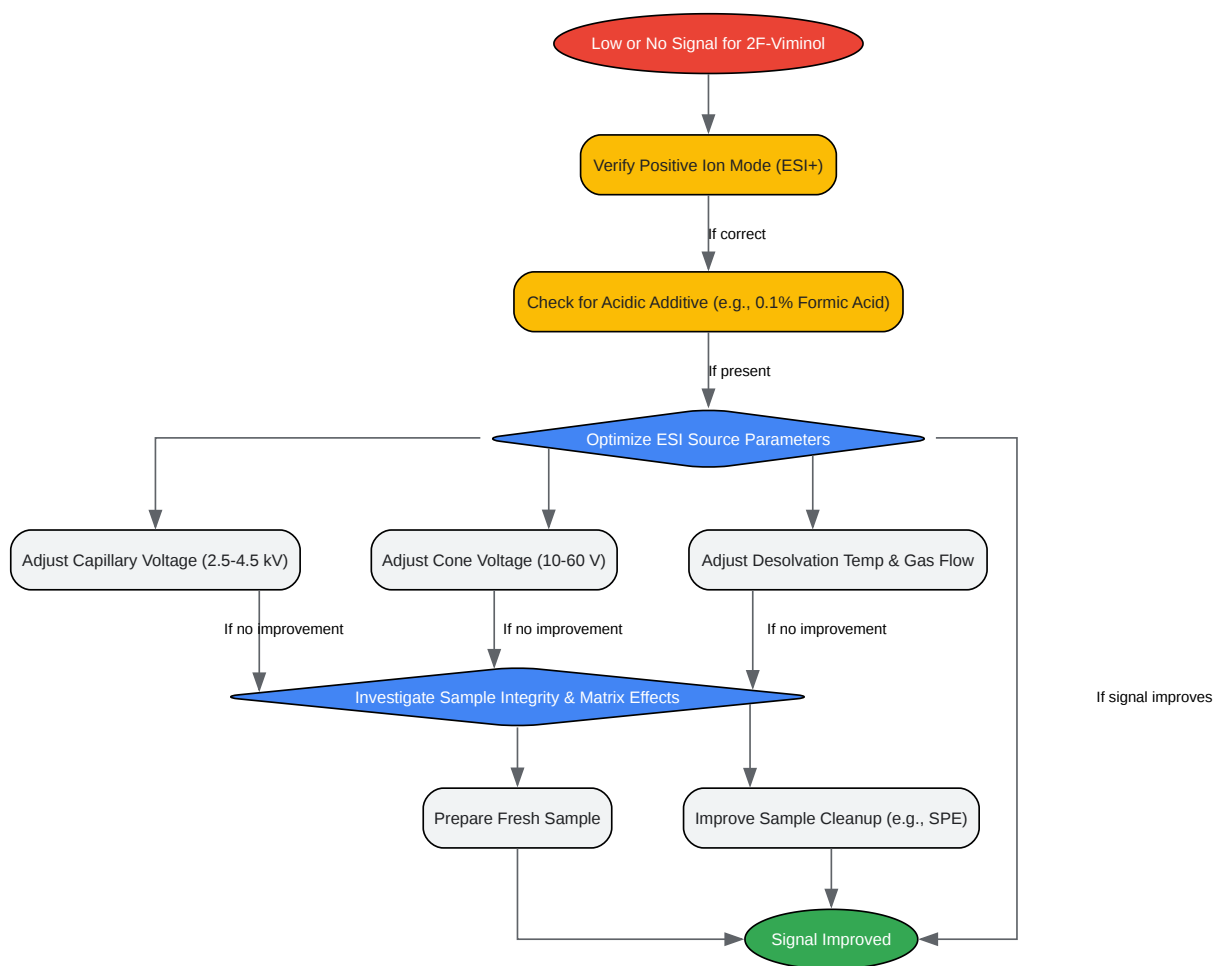 Low or No Signal for 2F-Viminol
Verify Positive Ion Mode (ESI+)
If correct
Check for Acidic Additive (e.g., 0.1% Formic Acid)
If present
Optimize ESI Source Parameters
Adjust Capillary Voltage (2.5-4.5 kV)
Adjust Cone Voltage (10-60 V)
Adjust Desolvation Temp & Gas Flow
If no improvement
If no improvement
If no improvement
Investigate Sample Integrity & Matrix Effects
If signal improves
Prepare Fresh Sample
Improve Sample Cleanup (e.g., SPE)
Signal Improved